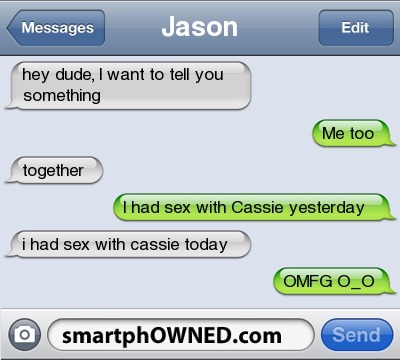 Messages
Jason
Edit
hey dude, I want to tell you
something
Me too
together
I had sex with Cassie yesterday
i had sex with cassie today
OMFG O_O
smartphOWNED.com
Send